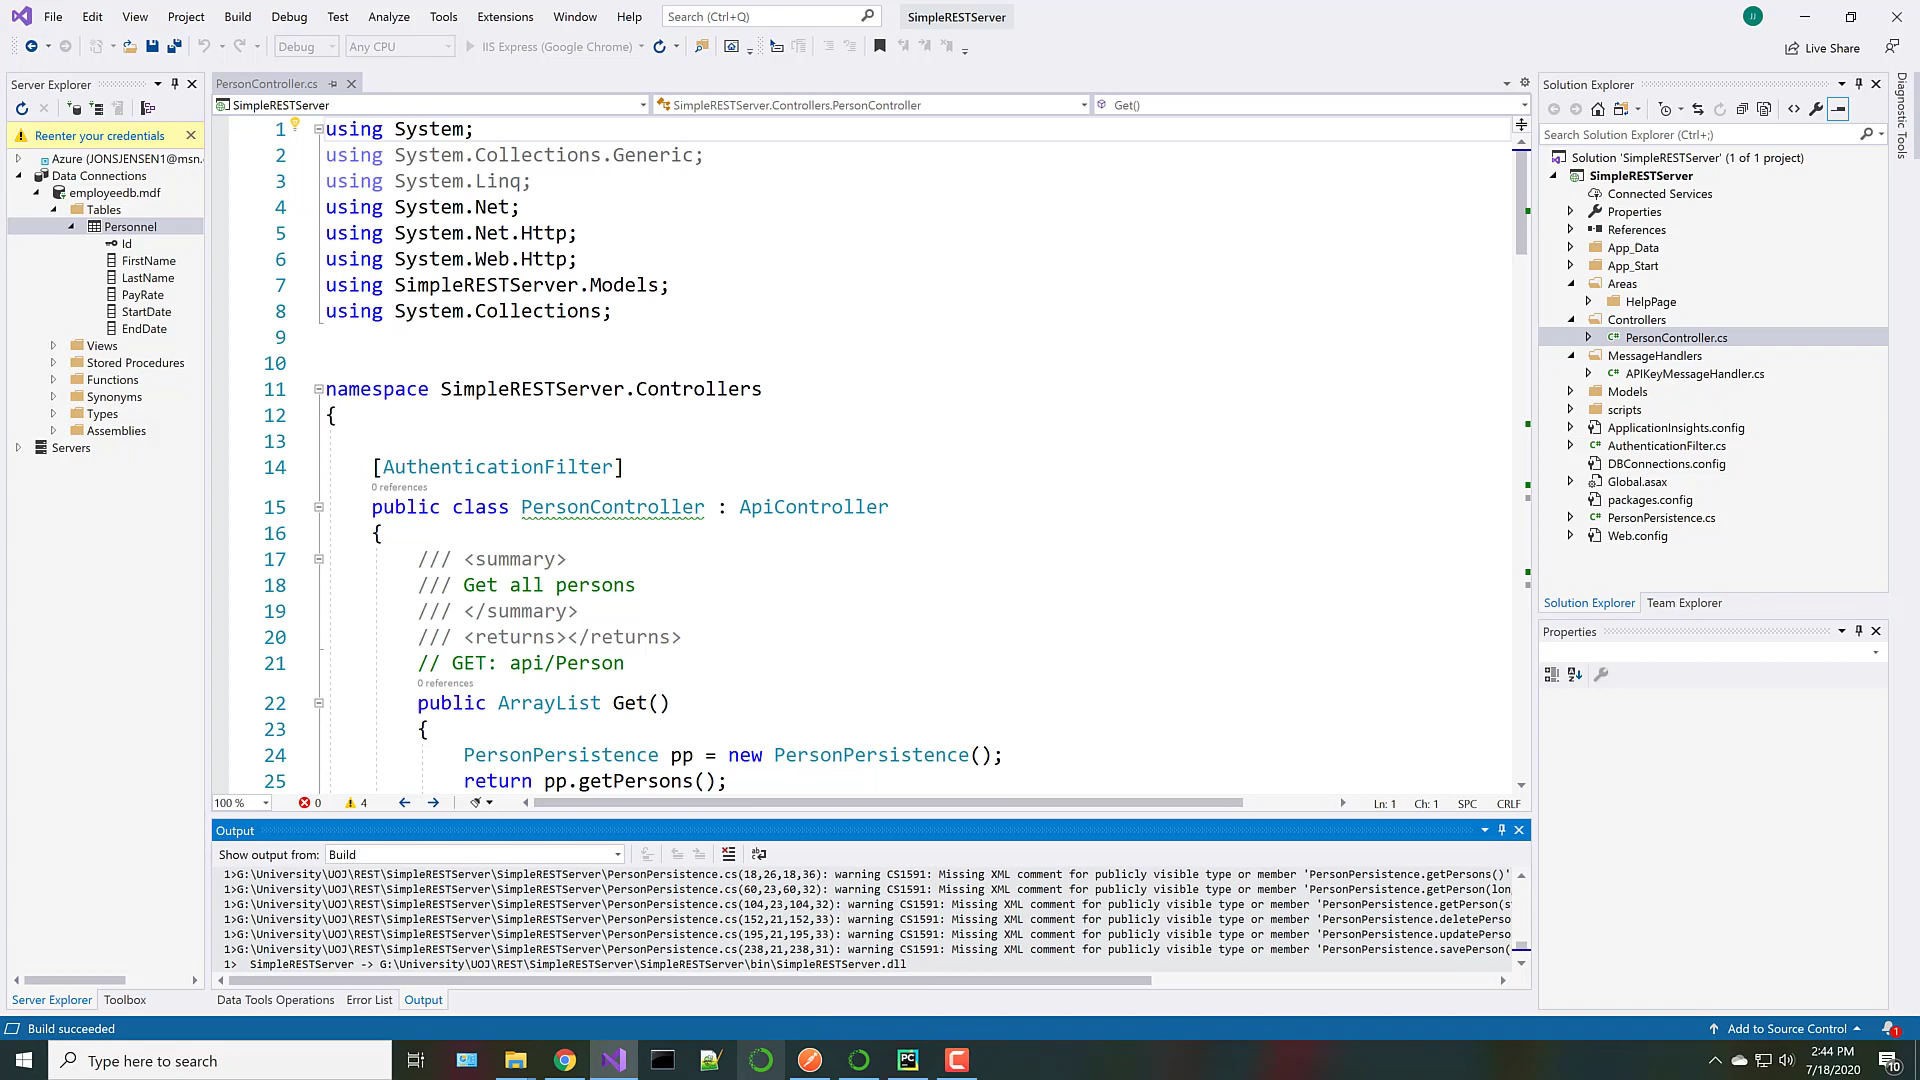 File Edit View Project Build Debug Test Analyze Tools Extensions Window Help Search (Ctrl+Q) SimpleRESTServer JJ
Debug Any CPU IIS Express (Google Chrome) Live Share
Server Explorer
Reenter your credentials
Azure (JONSJENSEN1@msn.
Data Connections
employeedb.mdf
Tables
Personnel
Id
FirstName
LastName
PayRate
StartDate
EndDate
Views
Stored Procedures
Functions
Synonyms
Types
Assemblies
Servers
Server Explorer Toolbox
PersonController.cs
SimpleRESTServer SimpleRESTServer.Controllers.PersonController Get()
1 using System;
2 using System.Collections.Generic;
3 using System.Linq;
4 using System.Net;
5 using System.Net.Http;
6 using System.Web.Http;
7 using SimpleRESTServer.Models;
8 using System.Collections;
9
10
11 namespace SimpleRESTServer.Controllers
12 {
13
14 [AuthenticationFilter]
0 references
15 public class PersonController : ApiController
16 {
17 /// <summary>
18 /// Get all persons
19 /// </summary>
20 /// <returns></returns>
21 // GET: api/Person
0 references
22 public ArrayList Get()
23 {
24 PersonPersistence pp = new PersonPersistence();
25 return pp.getPersons();
100 % 0 4 Ln: 1 Ch: 1 SPC CRLF
Output
Show output from: Build
1>G:\University\UOJ\REST\SimpleRESTServer\SimpleRESTServer\PersonPersistence.cs(18,26,18,36): warning CS1591: Missing XML comment for publicly visible type or member 'PersonPersistence.getPersons()'
1>G:\University\UOJ\REST\SimpleRESTServer\SimpleRESTServer\PersonPersistence.cs(60,23,60,32): warning CS1591: Missing XML comment for publicly visible type or member 'PersonPersistence.getPerson(lon
1>G:\University\UOJ\REST\SimpleRESTServer\SimpleRESTServer\PersonPersistence.cs(104,23,104,32): warning CS1591: Missing XML comment for publicly visible type or member 'PersonPersistence.getPerson(s
1>G:\University\UOJ\REST\SimpleRESTServer\SimpleRESTServer\PersonPersistence.cs(152,21,152,33): warning CS1591: Missing XML comment for publicly visible type or member 'PersonPersistence.deletePerso
1>G:\University\UOJ\REST\SimpleRESTServer\SimpleRESTServer\PersonPersistence.cs(195,21,195,33): warning CS1591: Missing XML comment for publicly visible type or member 'PersonPersistence.updatePerso
1>G:\University\UOJ\REST\SimpleRESTServer\SimpleRESTServer\PersonPersistence.cs(238,21,238,31): warning CS1591: Missing XML comment for publicly visible type or member 'PersonPersistence.savePerson(
1> SimpleRESTServer -> G:\University\UOJ\REST\SimpleRESTServer\SimpleRESTServer\bin\SimpleRESTServer.dll
Data Tools Operations Error List Output
Solution Explorer
Search Solution Explorer (Ctrl+;)
Solution 'SimpleRESTServer' (1 of 1 project)
SimpleRESTServer
Connected Services
Properties
References
App_Data
App_Start
Areas
HelpPage
Controllers
PersonController.cs
MessageHandlers
APIKeyMessageHandler.cs
Models
scripts
ApplicationInsights.config
AuthenticationFilter.cs
DBConnections.config
Global.asax
packages.config
PersonPersistence.cs
Web.config
Solution Explorer Team Explorer
Properties
Diagnostic Tools
Build succeeded Add to Source Control 1
Type here to search
2:44 PM
7/18/2020
10